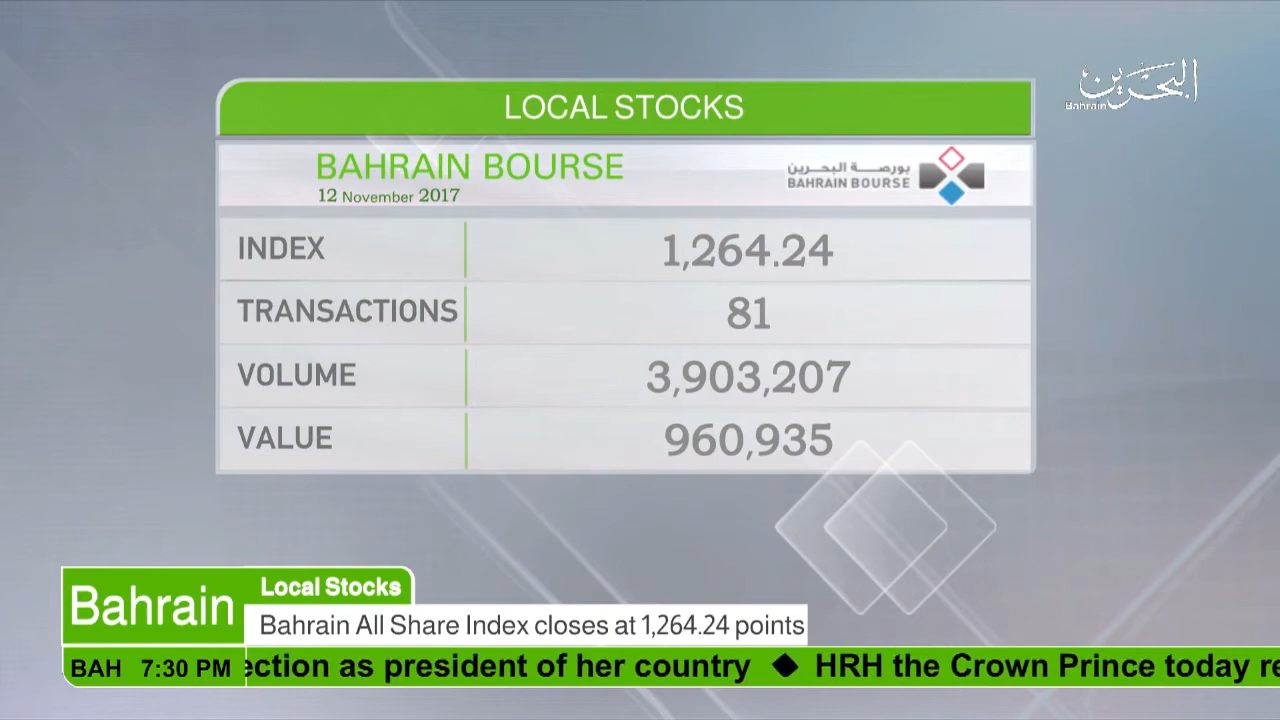 LOCAL STOCKS
البحرين
Bahrain
BAHRAIN BOURSE
12 November 2017
بورصة البحرين
BAHRAIN BOURSE
INDEX 1,264.24
TRANSACTIONS 81
VOLUME 3,903,207
VALUE 960,935
Bahrain
Local Stocks
Bahrain All Share Index closes at 1,264.24 points
BAH 7:30 PM ection as president of her country ◆ HRH the Crown Prince today re